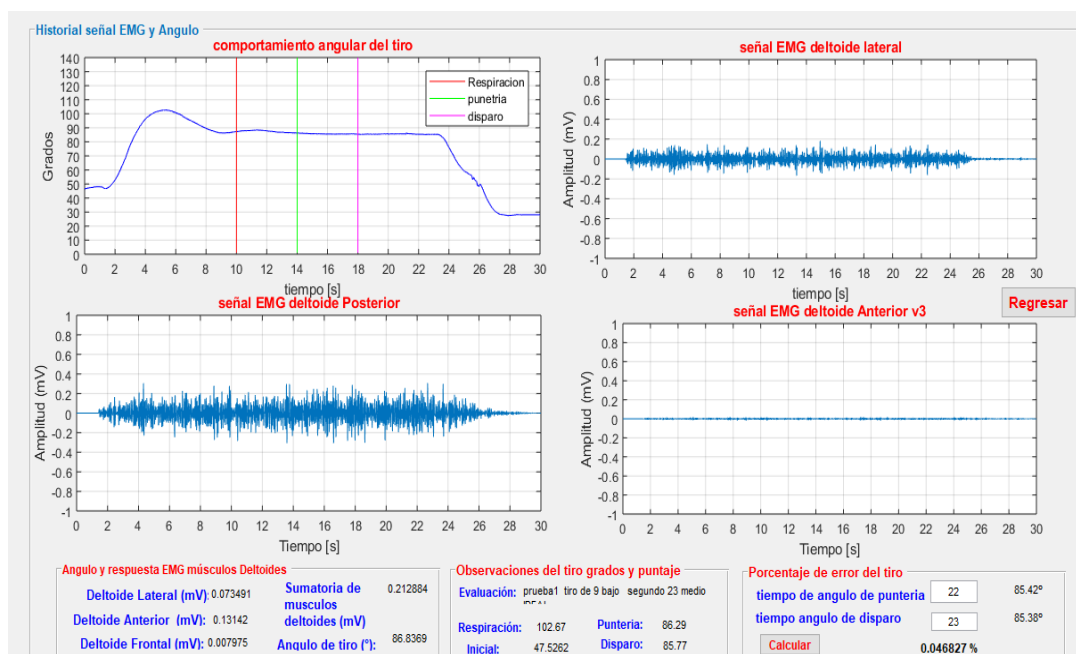 Historial señal EMG y Angulo
comportamiento angular del tiro
140
130
120
110
100
90
80
70
60
50
40
30
20
10
0
Grados
Respiracion
punetria
disparo
0 2 4 6 8 10 12 14 16 18 20 22 24 26 28 30
tiempo [s]
señal EMG deltoide lateral
1
0.8
0.6
0.4
0.2
0
-0.2
-0.4
-0.6
-0.8
-1
Amplitud (mV)
0 2 4 6 8 10 12 14 16 18 20 22 24 26 28 30
tiempo [s]
Regresar
señal EMG deltoide Posterior
1
0.8
0.6
0.4
0.2
0
-0.2
-0.4
-0.6
-0.8
-1
Amplitud (mV)
0 2 4 6 8 10 12 14 16 18 20 22 24 26 28 30
Tiempo [s]
señal EMG deltoide Anterior v3
1
0.8
0.6
0.4
0.2
0
-0.2
-0.4
-0.6
-0.8
-1
Amplitud (mV)
0 2 4 6 8 10 12 14 16 18 20 22 24 26 28 30
Tiempo [s]
Angulo y respuesta EMG músculos Deltoides
Deltoide Lateral (mV): 0.073491
Deltoide Anterior (mV): 0.13142
Deltoide Frontal (mV): 0.007975
Sumatoria de
musculos
deltoides (mV)
0.212884
Angulo de tiro (°): 86.8369
Observaciones del tiro grados y puntaje
Evaluación: prueba1 tiro de 9 bajo segundo 23 medio
Respiración: 102.67
Punteria: 86.29
Inicial: 47.5262
Disparo: 85.77
Porcentaje de error del tiro
tiempo de angulo de punteria 22 85.42º
tiempo angulo de disparo 23 85.38º
Calcular 0.046827 %